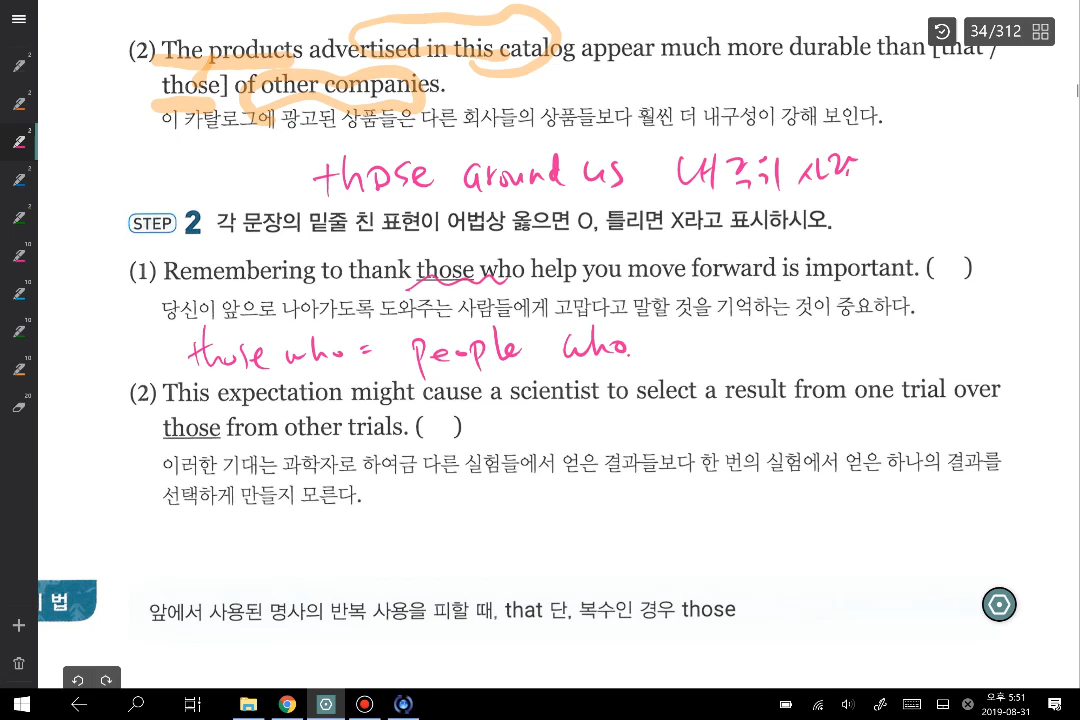 34/312
(2) The products advertised in this catalog appear much more durable than [that /
those] of other companies.
이 카탈로그에 광고된 상품들은 다른 회사들의 상품들보다 훨씬 더 내구성이 강해 보인다.
those around us 내 주위 사람
STEP 2 각 문장의 밑줄 친 표현이 어법상 옳으면 O, 틀리면 X라고 표시하시오.
(1) Remembering to thank those who help you move forward is important. ( )
당신이 앞으로 나아가도록 도와주는 사람들에게 고맙다고 말할 것을 기억하는 것이 중요하다.
those who = people who.
(2) This expectation might cause a scientist to select a result from one trial over
those from other trials. ( )
이러한 기대는 과학자로 하여금 다른 실험들에서 얻은 결과들보다 한 번의 실험에서 얻은 하나의 결과를
선택하게 만들지 모른다.
법
앞에서 사용된 명사의 반복 사용을 피할 때, that 단, 복수인 경우 those
오후 5:51
2019-08-31